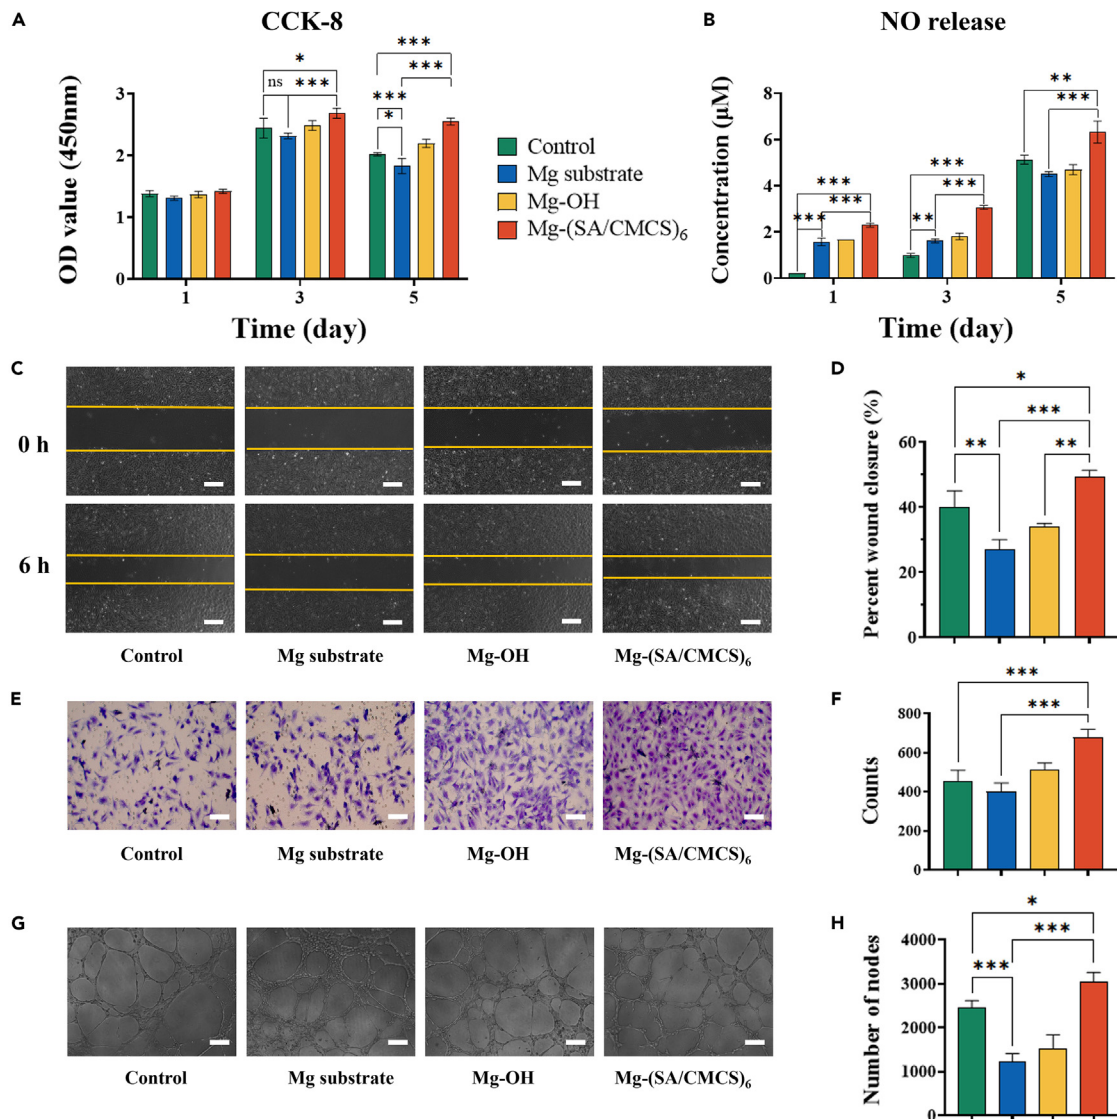 A
CCK-8
OD value (450nm)
3
2
1
0
*
ns
***
***
***
***
*
1
3
5
Time (day)
Control
Mg substrate
Mg-OH
Mg-(SA/CMCS)6
B
NO release
Concentration (μM)
8
6
4
2
0
***
***
***
***
***
**
**
***
1
3
5
Time (day)
C
0 h
6 h
Control
Mg substrate
Mg-OH
Mg-(SA/CMCS)6
D
Percent wound closure (%)
60
40
20
0
*
***
**
**
E
Control
Mg substrate
Mg-OH
Mg-(SA/CMCS)6
F
Counts
800
600
400
200
0
***
***
G
Control
Mg substrate
Mg-OH
Mg-(SA/CMCS)6
H
Number of nodes
4000
3000
2000
1000
0
*
***
***